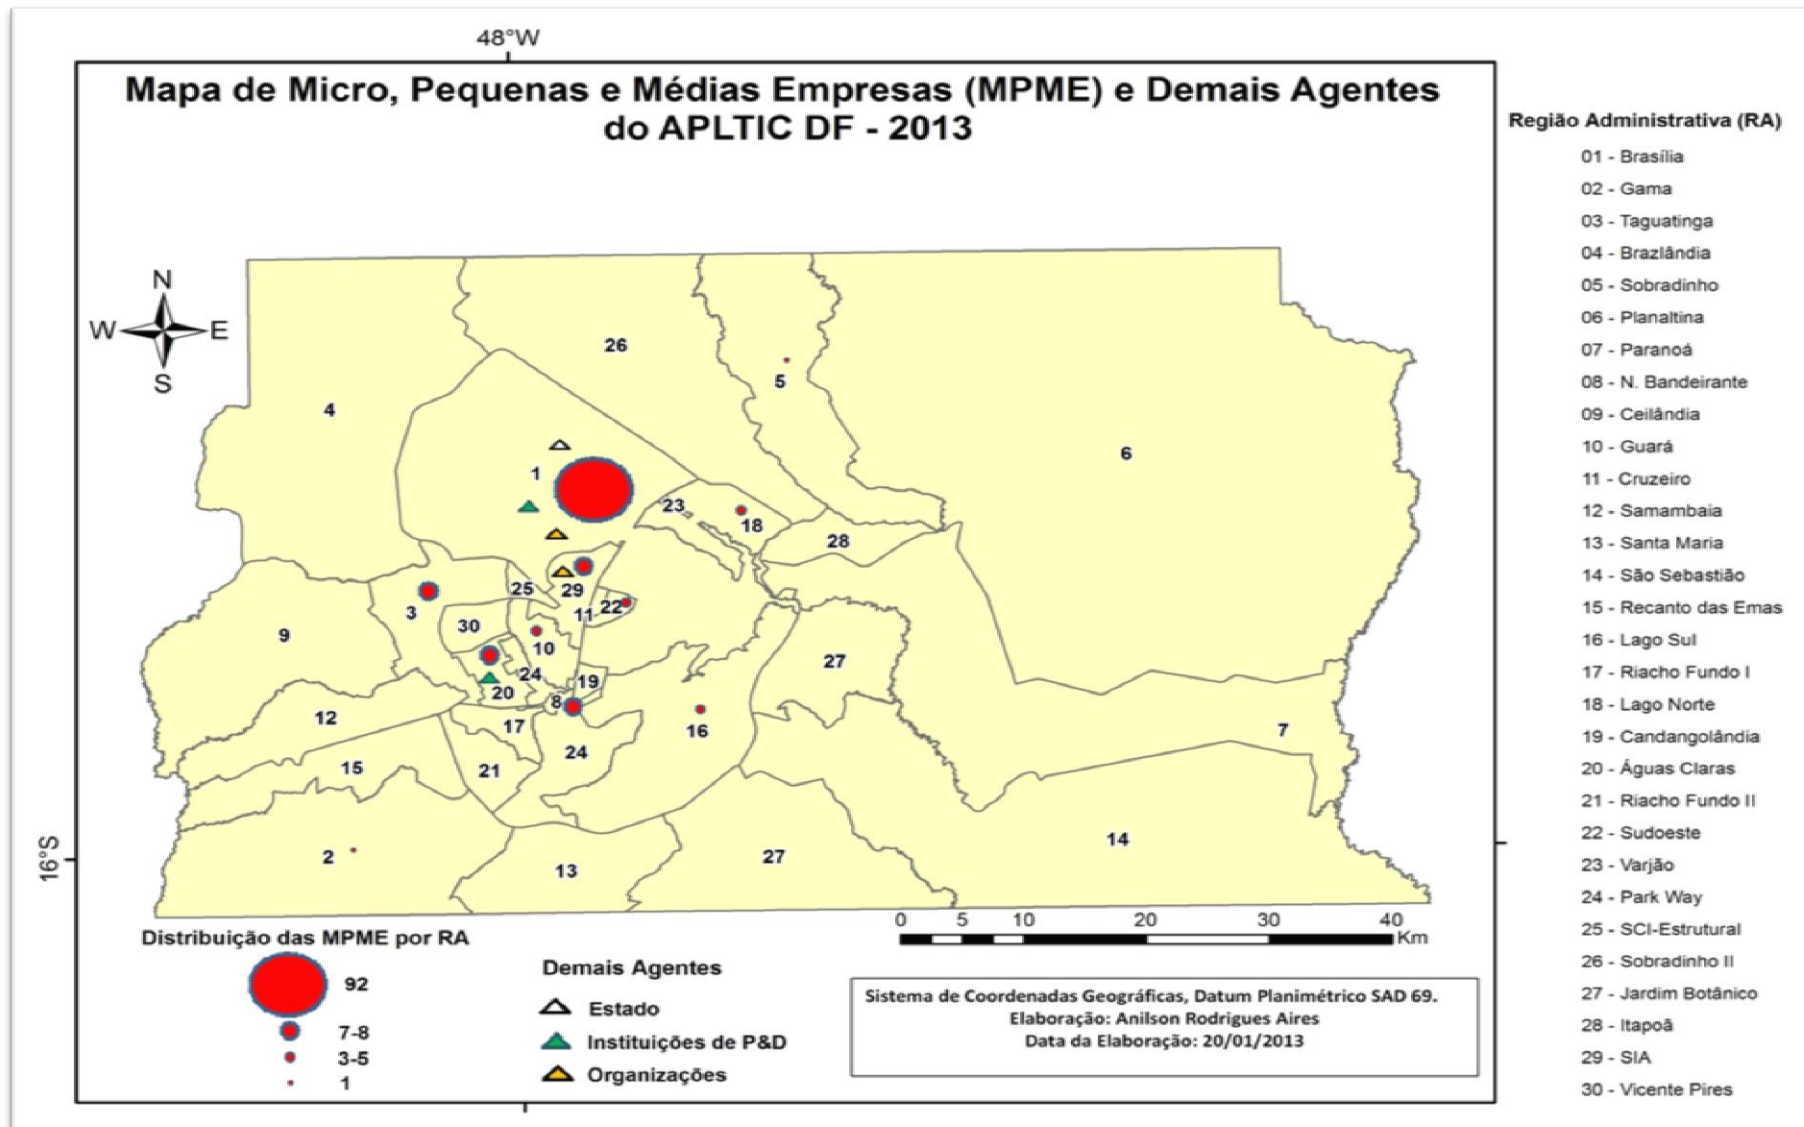 48°W
Mapa de Micro, Pequenas e Médias Empresas (MPME) e Demais Agentes
do APLTIC DF - 2013
Região Administrativa (RA)
01 - Brasília
02 - Gama
03 - Taguatinga
04 - Brazlândia
05 - Sobradinho
06 - Planaltina
07 - Paranoá
08 - N. Bandeirante
09 - Ceilândia
10 - Guará
11 - Cruzeiro
12 - Samambaia
13 - Santa Maria
14 - São Sebastião
15 - Recanto das Emas
16 - Lago Sul
17 - Riacho Fundo I
18 - Lago Norte
19 - Candangolândia
20 - Águas Claras
21 - Riacho Fundo II
22 - Sudoeste
23 - Varjão
24 - Park Way
25 - SCI-Estrutural
26 - Sobradinho II
27 - Jardim Botânico
28 - Itapoã
29 - SIA
30 - Vicente Pires
N
W E
S
26
5
4
6
1
23
18
28
25
29
3
22
11
30
9
10
27
24
19
20
8
12
17
16
7
24
15
21
14
2
27
13
16°S
0 5 10 20 30 40
Km
Distribuição das MPME por RA
92
7-8
3-5
1
Demais Agentes
Estado
Instituições de P&D
Organizações
Sistema de Coordenadas Geográficas, Datum Planimétrico SAD 69.
Elaboração: Anilson Rodrigues Aires
Data da Elaboração: 20/01/2013